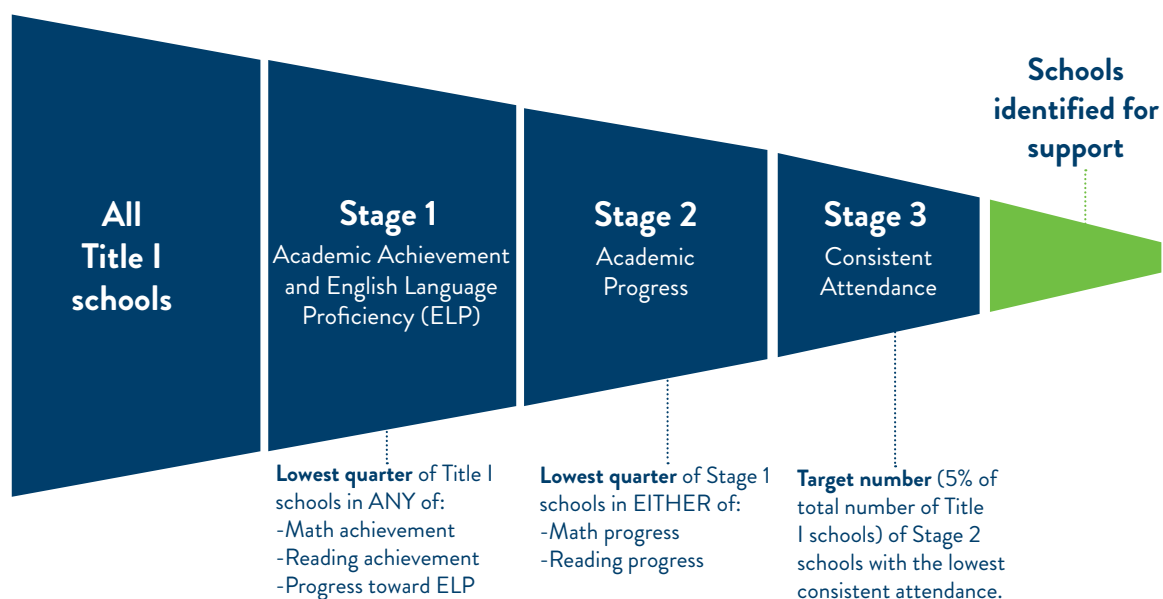 All
Title I
schools
Stage 1
Academic Achievement
and English Language
Proficiency (ELP)
Lowest quarter of Title I
schools in ANY of:
-Math achievement
-Reading achievement
-Progress toward ELP
Stage 2
Academic
Progress
Lowest quarter of Stage 1
schools in EITHER of:
-Math progress
-Reading progress
Stage 3
Consistent
Attendance
Target number (5% of
total number of Title
I schools) of Stage 2
schools with the lowest
consistent attendance.
Schools
identified for
support